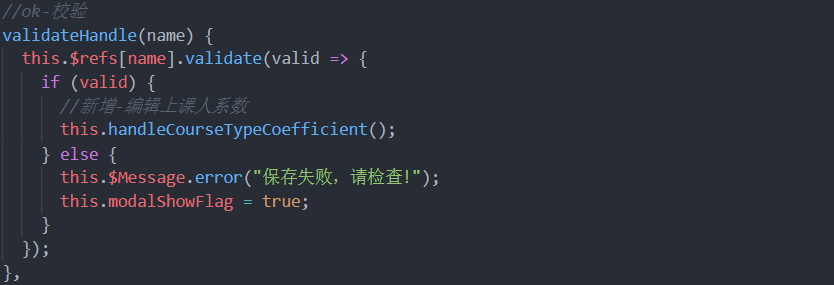 //ok-校验
validateHandle(name) {
this.$refs[name].validate(valid => {
if (valid) {
//新增-编辑上课人系数
this.handleCourseTypeCoefficient();
} else {
this.$Message.error("保存失败，请检查!");
this.modalShowFlag = true;
}
});
},